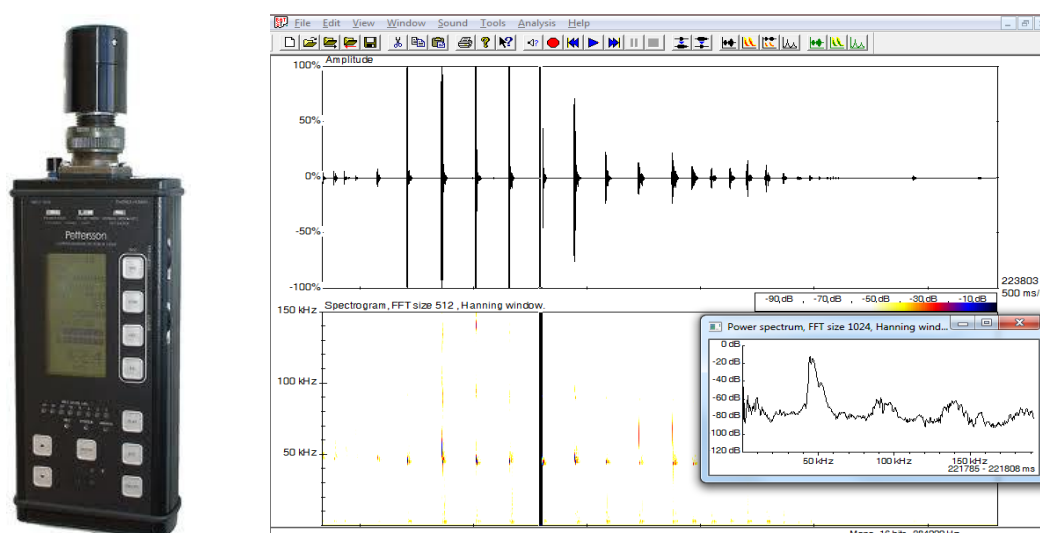 Pettersson
File Edit View Window Sound Tools Analysis Help
Amplitude
100%
50%
0%
-50%
-100%
223803
500 ms/
Spectrogram, FFT size 512 , Hanning window.
-90 dB -70 dB -50 dB -30 dB -10 dB
150 kHz
100 kHz
50 kHz
Power spectrum, FFT size 1024, Hanning wind...
0 dB
-20 dB
-40 dB
-60 dB
-80 dB
100 dB
120 dB
50 kHz 100 kHz 150 kHz
221785 - 221808 ms